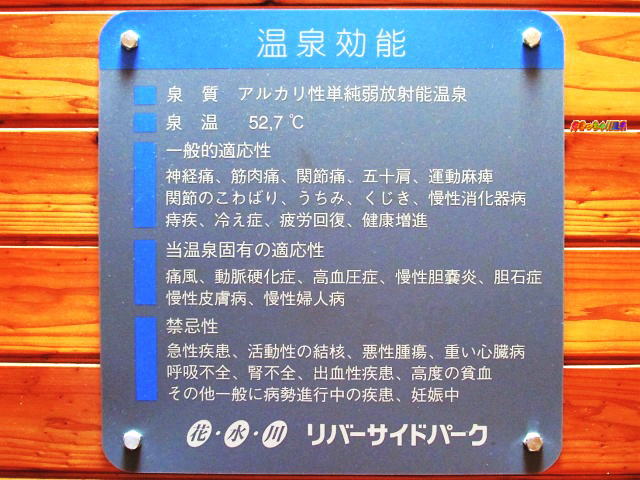 温泉効能
泉 質 アルカリ性単純弱放射能温泉
泉 温 52,7℃
一般的適応性
神経痛、筋肉痛、関節痛、五十肩、運動麻痺
関節のこわばり、うちみ、くじき、慢性消化器病
痔疾、冷え症、疲労回復、健康増進
当温泉固有の適応性
痛風、動脈硬化症、高血圧症、慢性胆嚢炎、胆石症
慢性皮膚病、慢性婦人病
禁忌性
急性疾患、活動性の結核、悪性腫瘍、重い心臓病
呼吸不全、腎不全、出血性疾患、高度の貧血
その他一般に病勢進行中の疾患、妊娠中
花・水・川 リバーサイドパーク